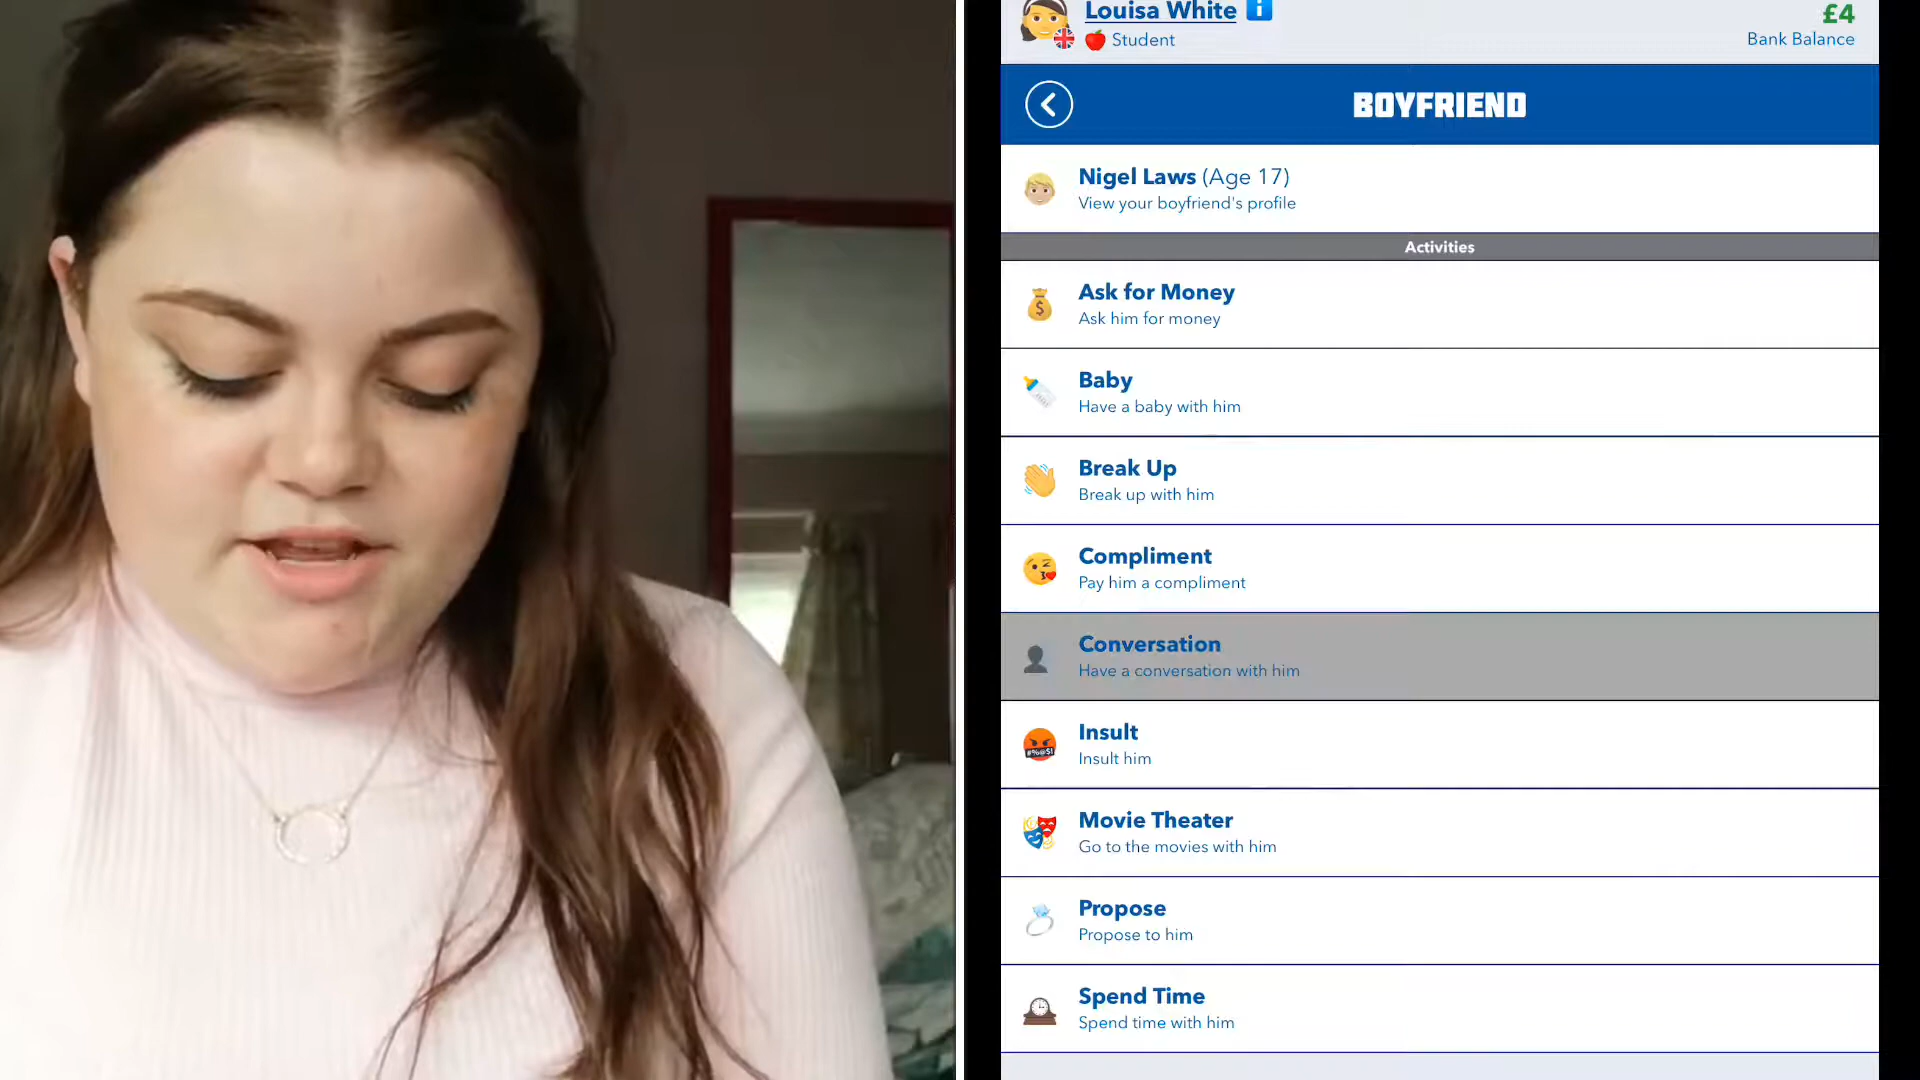 Louisa White
£4
Student
Bank Balance
BOYFRIEND
Nigel Laws (Age 17)
View your boyfriend's profile
Activities
Ask for Money
Ask him for money
Baby
Have a baby with him
Break Up
Break up with him
Compliment
Pay him a compliment
Conversation
Have a conversation with him
Insult
Insult him
Movie Theater
Go to the movies with him
Propose
Propose to him
Spend Time
Spend time with him